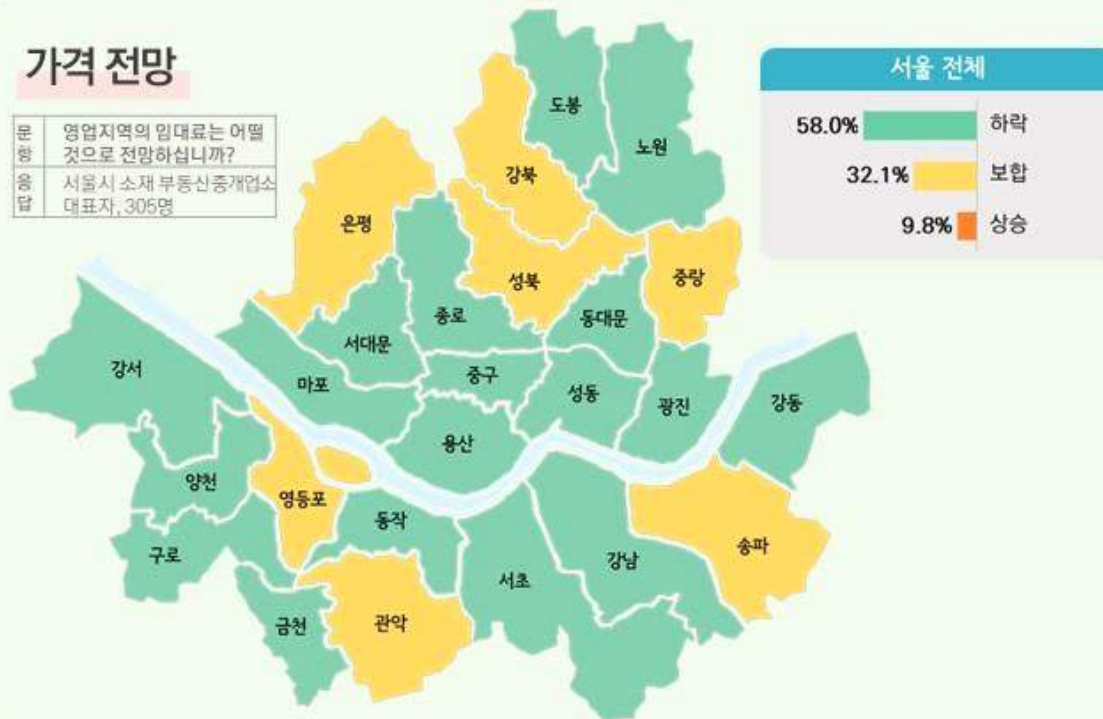 가격 전망
문항
영업지역의 임대료는 어떨
것으로 전망하십니까?
응답
서울시 소재 부동산중개업소
대표자, 305명
서울 전체
58.0% 하락
32.1% 보합
9.8% 상승
도봉
노원
강북
은평
성북
중랑
종로
동대문
서대문
강서
마포
중구
성동
광진
강동
용산
양천
영등포
동작
구로
강남
송파
서초
금천
관악